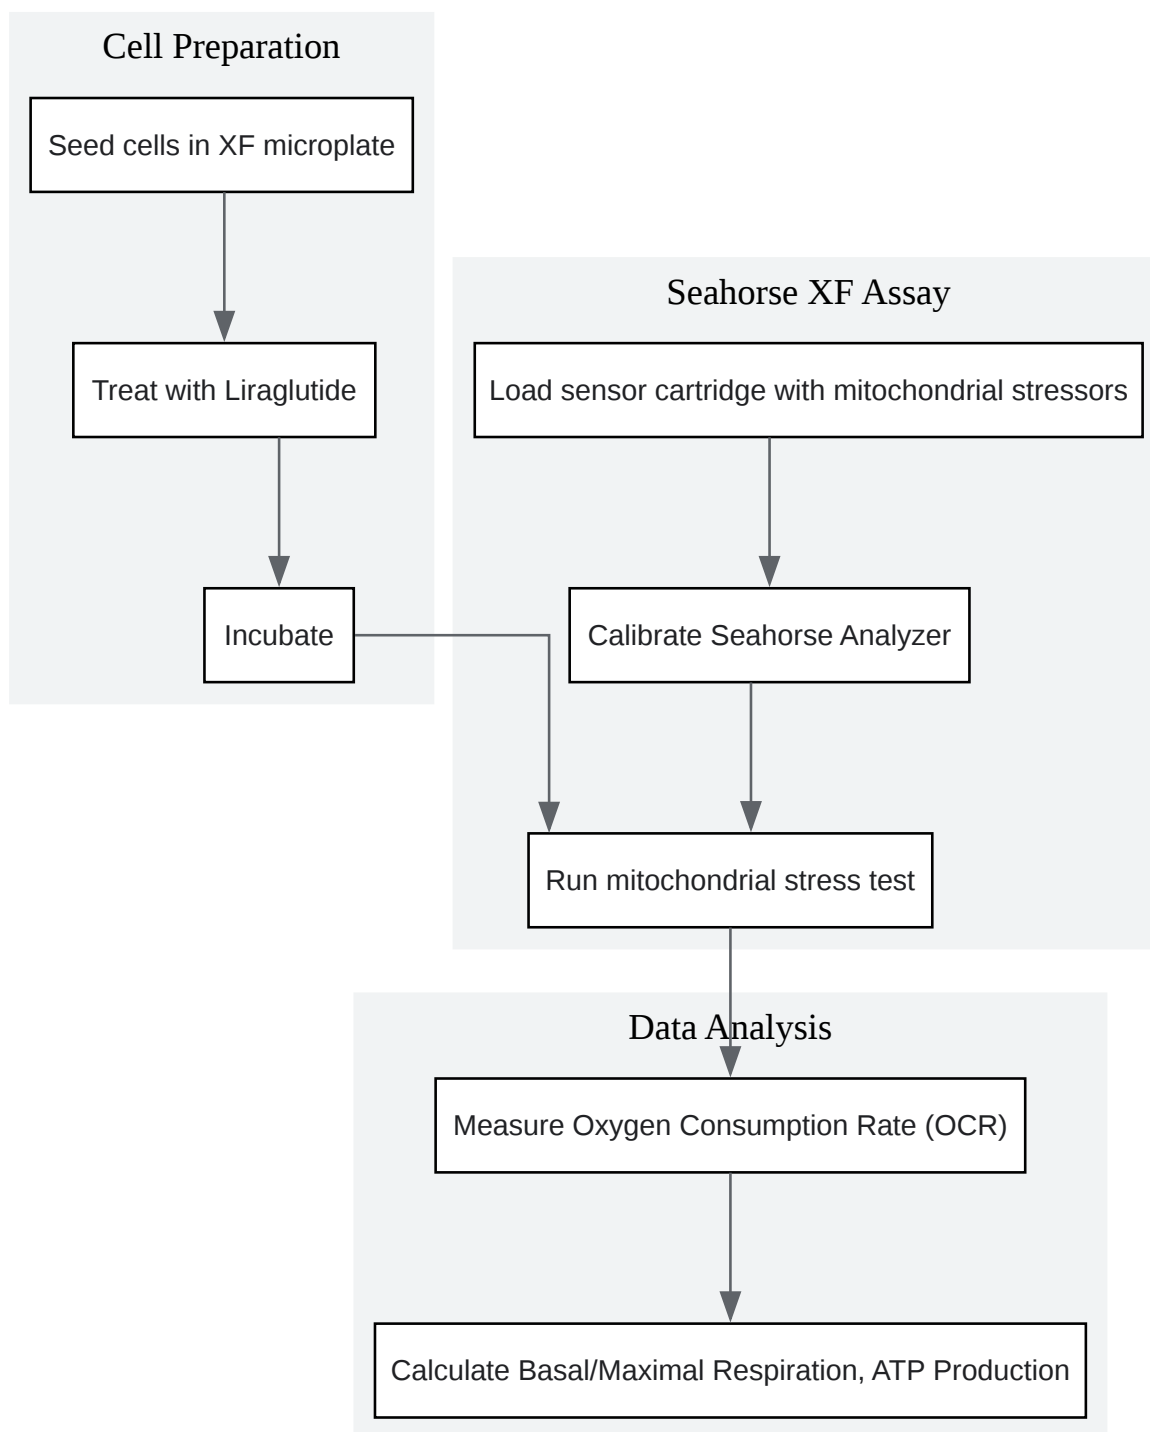 Cell Preparation
Seed cells in XF microplate
Treat with Liraglutide
Incubate
Seahorse XF Assay
Load sensor cartridge with mitochondrial stressors
Calibrate Seahorse Analyzer
Run mitochondrial stress test
Data Analysis
Measure Oxygen Consumption Rate (OCR)
Calculate Basal/Maximal Respiration, ATP Production